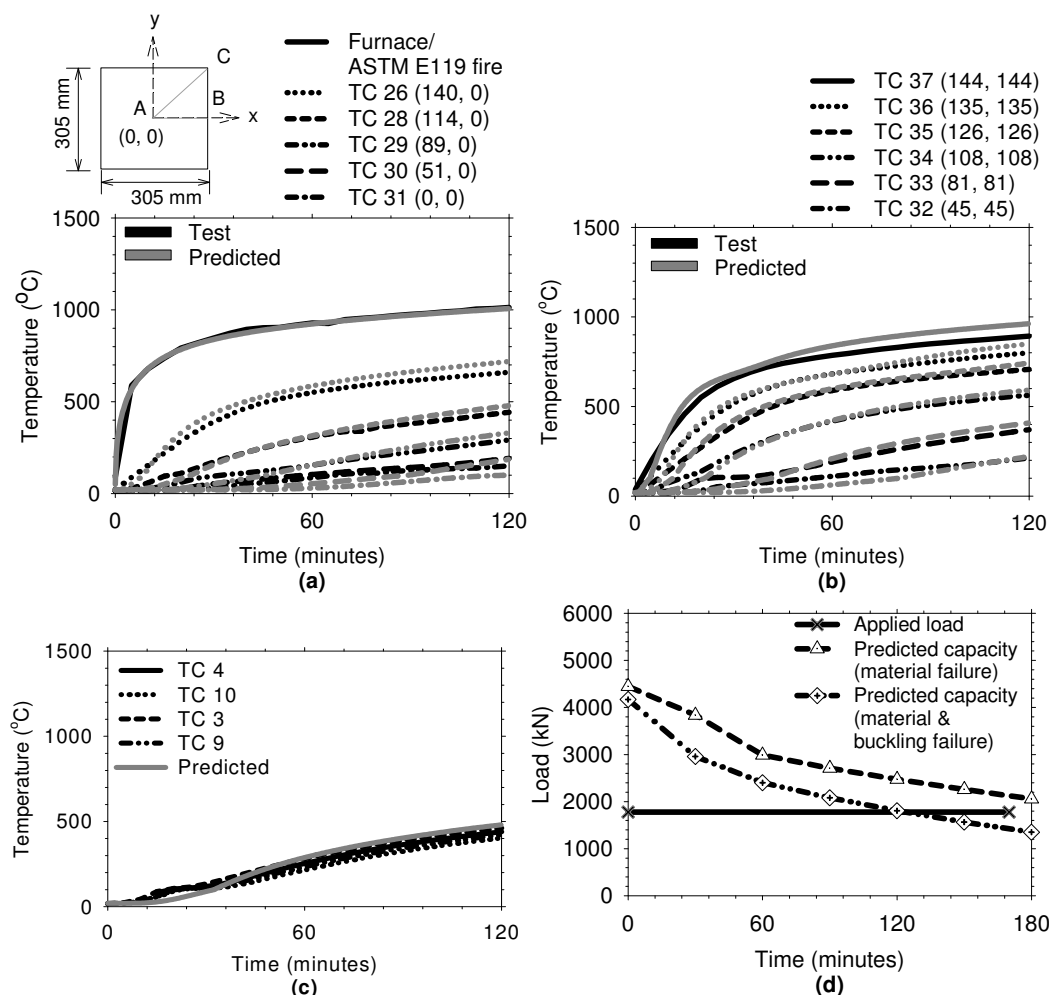 y
C
A
B
x
(0, 0)
305 mm
305 mm
Furnace/
ASTM E119 fire
TC 26 (140, 0)
TC 28 (114, 0)
TC 29 (89, 0)
TC 30 (51, 0)
TC 31 (0, 0)
1500
1000
500
0
Temperature (°C)
Test
Predicted
0
60
120
Time (minutes)
(a)
TC 37 (144, 144)
TC 36 (135, 135)
TC 35 (126, 126)
TC 34 (108, 108)
TC 33 (81, 81)
TC 32 (45, 45)
1500
1000
500
0
Temperature (°C)
Test
Predicted
0
60
120
Time (minutes)
(b)
1500
1000
500
0
Temperature (°C)
TC 4
TC 10
TC 3
TC 9
Predicted
0
60
120
Time (minutes)
(c)
6000
5000
4000
3000
2000
1000
0
Load (kN)
Applied load
Predicted capacity
(material failure)
Predicted capacity
(material &
buckling failure)
0
60
120
180
Time (minutes)
(d)